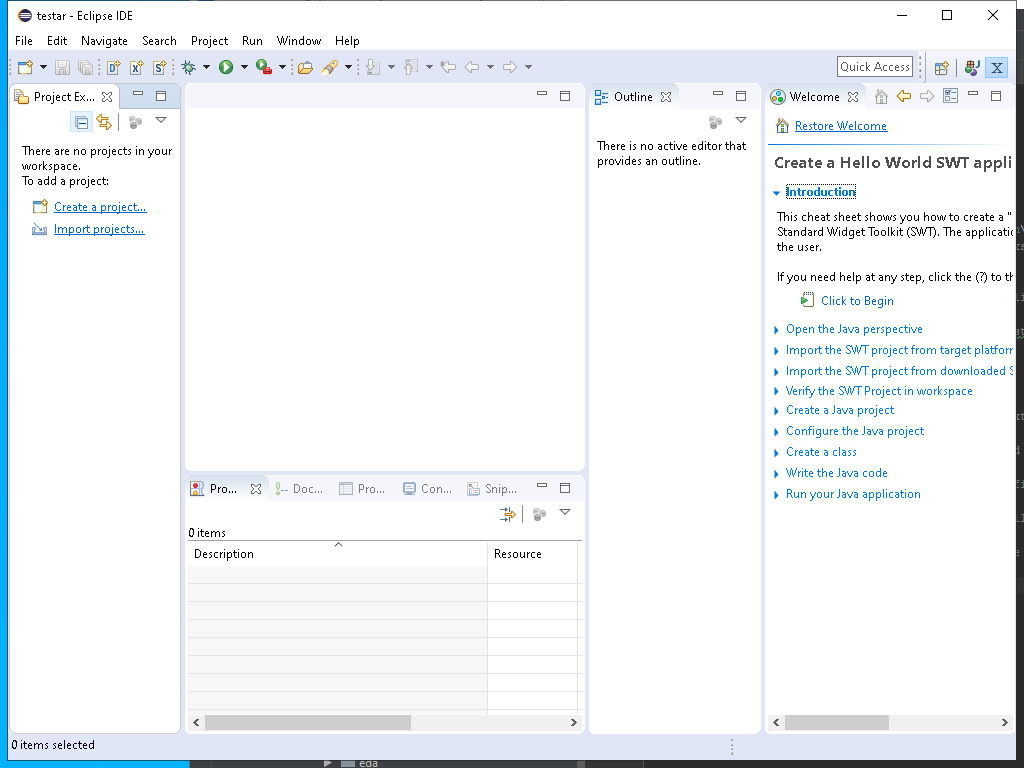 testar - Eclipse IDE
File Edit Navigate Search Project Run Window Help
Quick Access
Project Ex...
There are no projects in your
workspace.
To add a project:
Create a project...
Import projects...
Outline
There is no active editor that
provides an outline.
Welcome
Restore Welcome
Create a Hello World SWT appli
Introduction
This cheat sheet shows you how to create a "
Standard Widget Toolkit (SWT). The applicatic
the user.
If you need help at any step, click the (?) to th
Click to Begin
Open the Java perspective
Import the SWT project from target platforr
Import the SWT project from downloaded S
Verify the SWT Project in workspace
Create a Java project
Configure the Java project
Create a class
Write the Java code
Run your Java application
Pro... Doc... Pro... Con... Snip...
0 items
Description Resource
0 items selected
eda